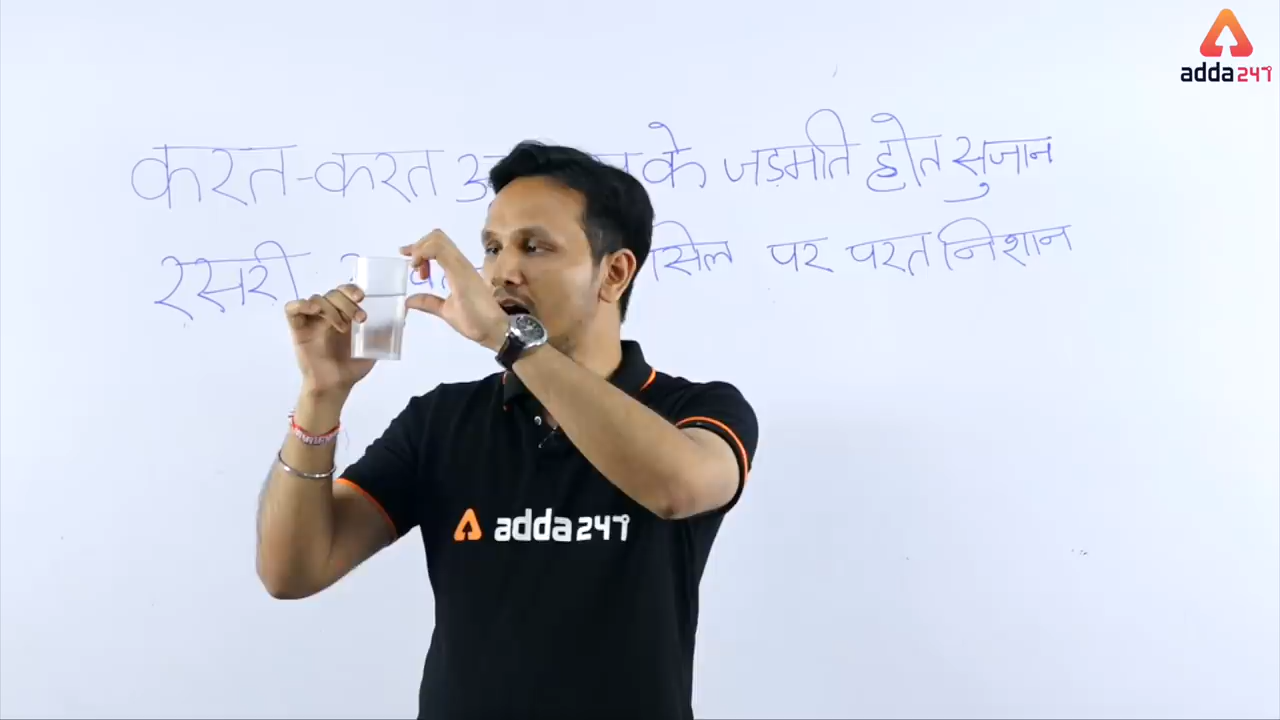 करत-करत के जड़मति होत सुजान
रसरी सिल पर परत निशान
adda247
adda247